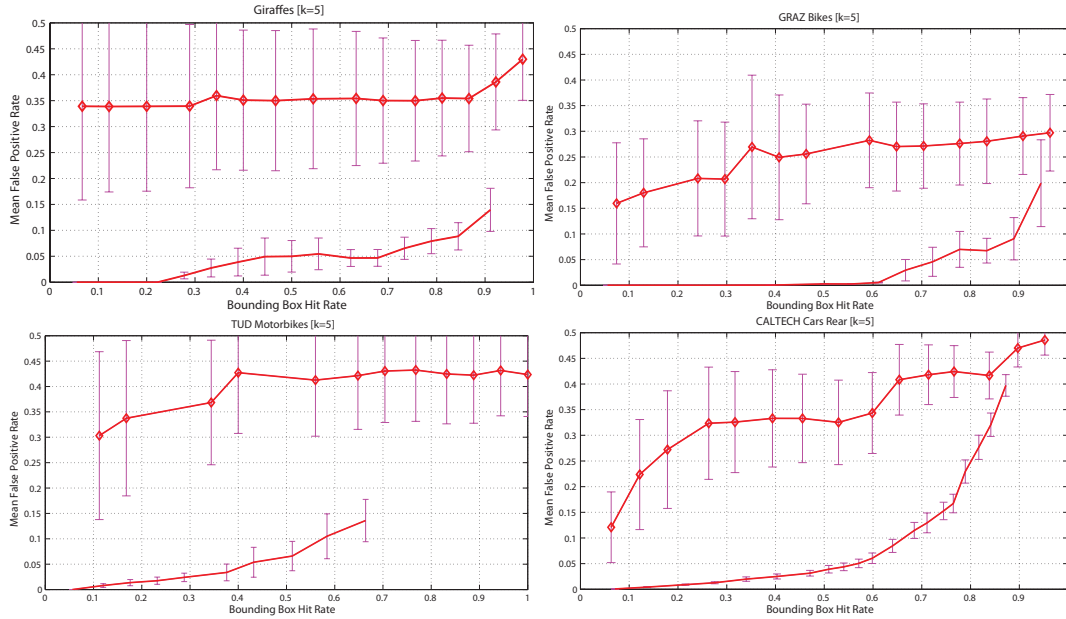 Giraffes [k=5]
0.5
0.45
0.4
0.35
0.3
0.25
0.2
0.15
0.1
0.05
0
Mean False Positive Rate
0 0.1 0.2 0.3 0.4 0.5 0.6 0.7 0.8 0.9 1
Bounding Box Hit Rate
GRAZ Bikes [k=5]
0.5
0.45
0.4
0.35
0.3
0.25
0.2
0.15
0.1
0.05
0
Mean False Positive Rate
0 0.1 0.2 0.3 0.4 0.5 0.6 0.7 0.8 0.9
Bounding Box Hit Rate
TUD Motorbikes [k=5]
0.5
0.45
0.4
0.35
0.3
0.25
0.2
0.15
0.1
0.05
0
Mean False Positive Rate
0 0.1 0.2 0.3 0.4 0.5 0.6 0.7 0.8 0.9 1
Bounding Box Hit Rate
CALTECH Cars Rear [k=5]
0.5
0.45
0.4
0.35
0.3
0.25
0.2
0.15
0.1
0.05
0
Mean False Positive Rate
0 0.1 0.2 0.3 0.4 0.5 0.6 0.7 0.8 0.9
Bounding Box Hit Rate